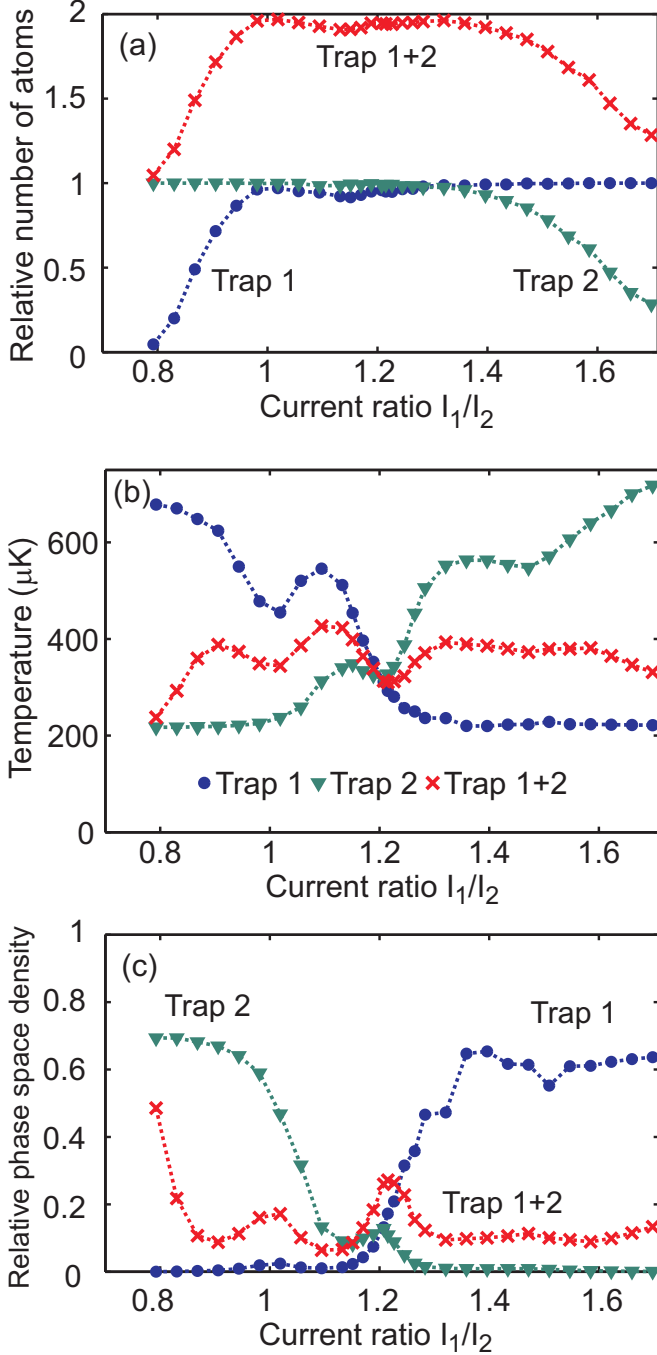 (a)
Relative number of atoms
2
1.5
1
0.5
0
Trap 1+2
Trap 1
Trap 2
0.8 1 1.2 1.4 1.6
Current ratio I₁/I₂
(b)
Temperature (μK)
600
400
200
0
Trap 1 Trap 2 Trap 1+2
0.8 1 1.2 1.4 1.6
Current ratio I₁/I₂
(c)
Relative phase space density
1
0.8
0.6
0.4
0.2
0
Trap 2
Trap 1
Trap 1+2
0.8 1 1.2 1.4 1.6
Current ratio I₁/I₂